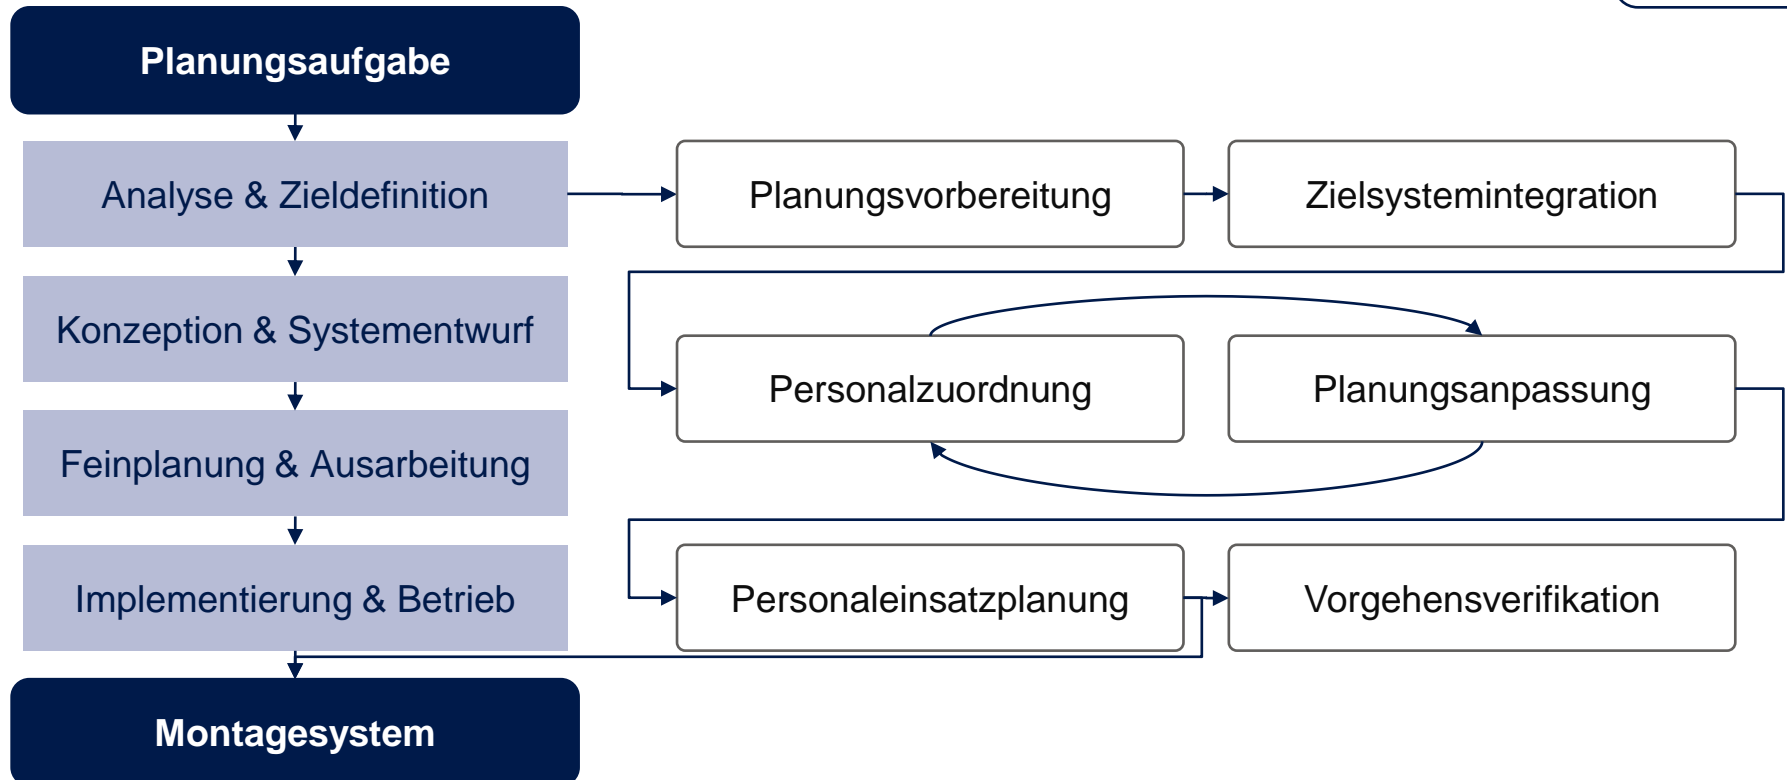 Planungsaufgabe
Analyse & Zieldefinition
Planungsvorbereitung
Zielsystemintegration
Konzeption & Systementwurf
Personalzuordnung
Planungsanpassung
Feinplanung & Ausarbeitung
Implementierung & Betrieb
Personaleinsatzplanung
Vorgehensverifikation
Montagesystem